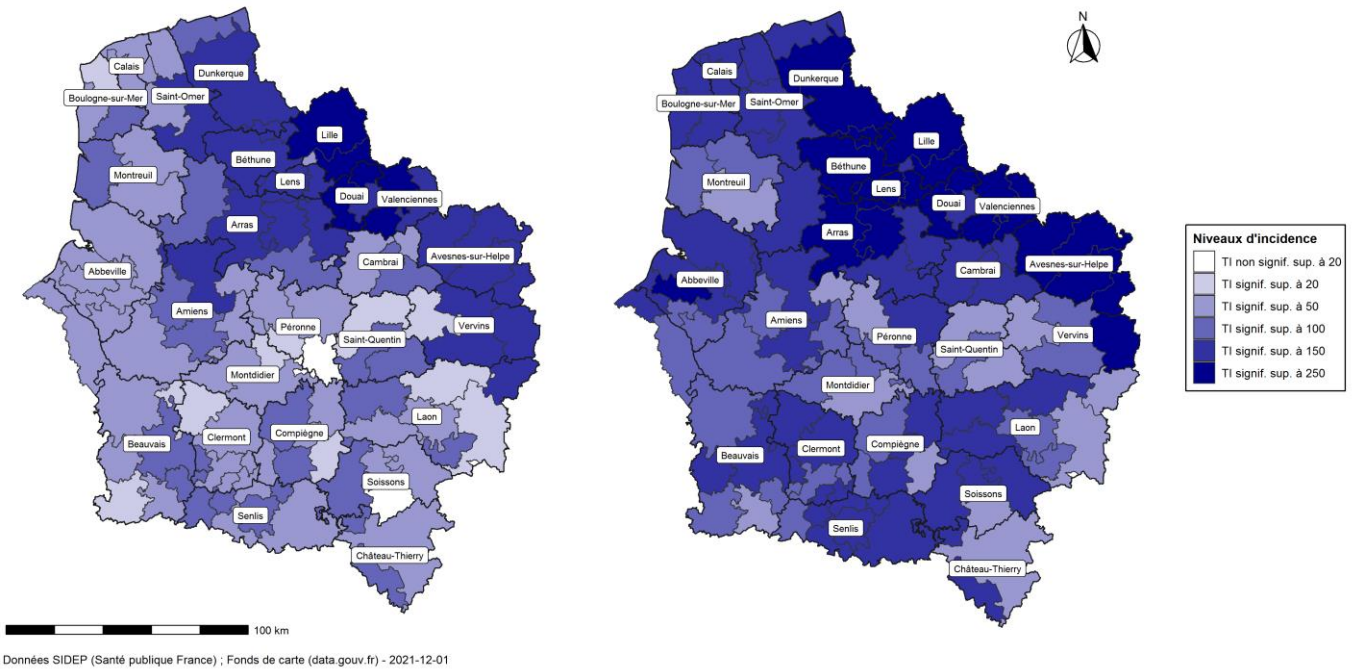 Calais
Dunkerque
Boulogne-sur-Mer
Saint-Omer
Lille
Béthune
Montreuil
Lens
Douai
Valenciennes
Arras
Avesnes-sur-Helpe
Cambrai
Abbeville
Amiens
Péronne
Vervins
Saint-Quentin
Montdidier
Laon
Beauvais
Clermont
Compiègne
Soissons
Senlis
Château-Thierry
100 km
Données SIDEP (Santé publique France) ; Fonds de carte (data.gouv.fr) - 2021-12-01
N
Dunkerque
Calais
Boulogne-sur-Mer
Saint-Omer
Lille
Béthune
Montreuil
Lens
Douai
Valenciennes
Arras
Avesnes-sur-Helpe
Cambrai
Abbeville
Amiens
Péronne
Vervins
Saint-Quentin
Montdidier
Laon
Beauvais
Clermont
Compiègne
Soissons
Senlis
Château-Thierry
Niveaux d'incidence
TI non signif. sup. à 20
TI signif. sup. à 20
TI signif. sup. à 50
TI signif. sup. à 100
TI signif. sup. à 150
TI signif. sup. à 250